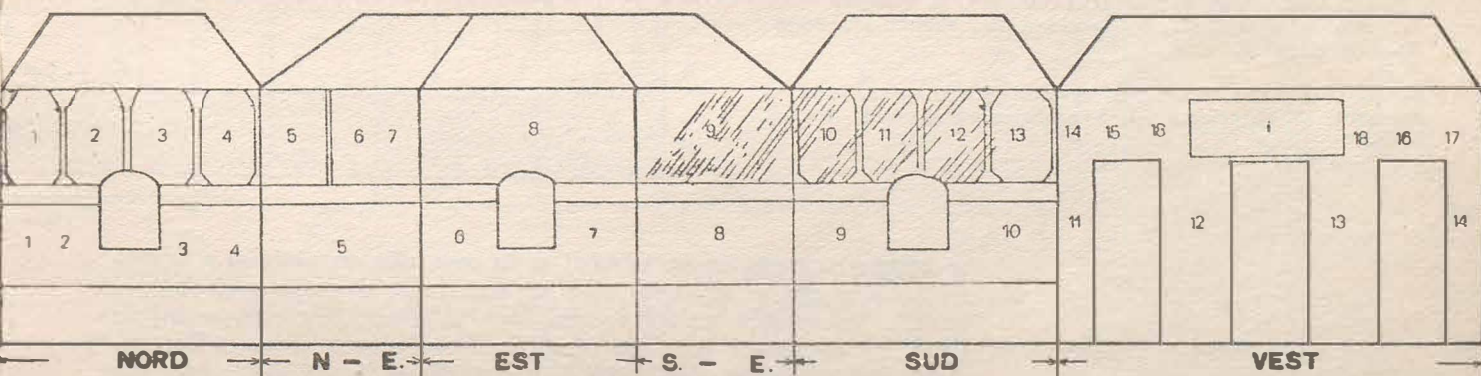 1 2 3 4 5 6 7 8 9 10 11 12 13 14 15 18 i 18 16 17
1 2 3 4 5 6 7 8 9 10 11 12 13 14
NORD N - E. EST S. - E. SUD VEST